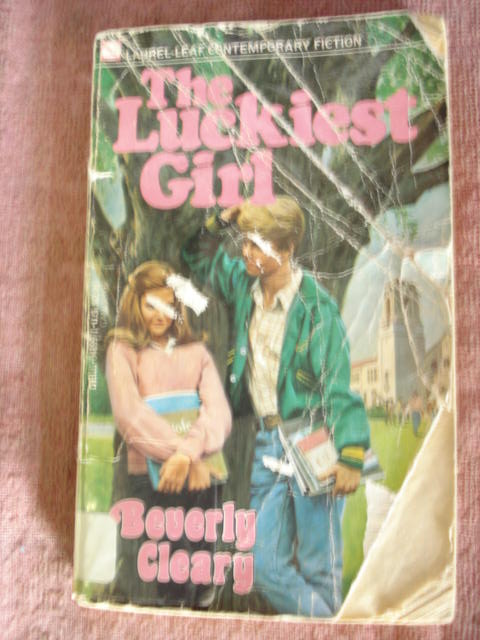 LAUREL-LEAF CONTEMPORARY FICTION
The
Luckiest
Girl
Beverly
Cleary